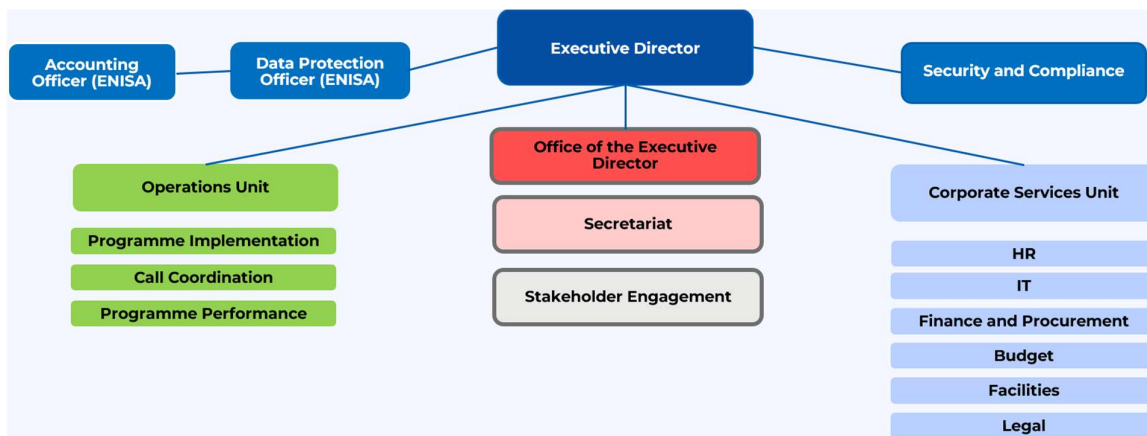 Accounting
Officer (ENISA)
Data Protection
Officer (ENISA)
Executive Director
Security and Compliance
Operations Unit
Programme Implementation
Call Coordination
Programme Performance
Office of the Executive
Director
Secretariat
Stakeholder Engagement
Corporate Services Unit
HR
IT
Finance and Procurement
Budget
Facilities
Legal